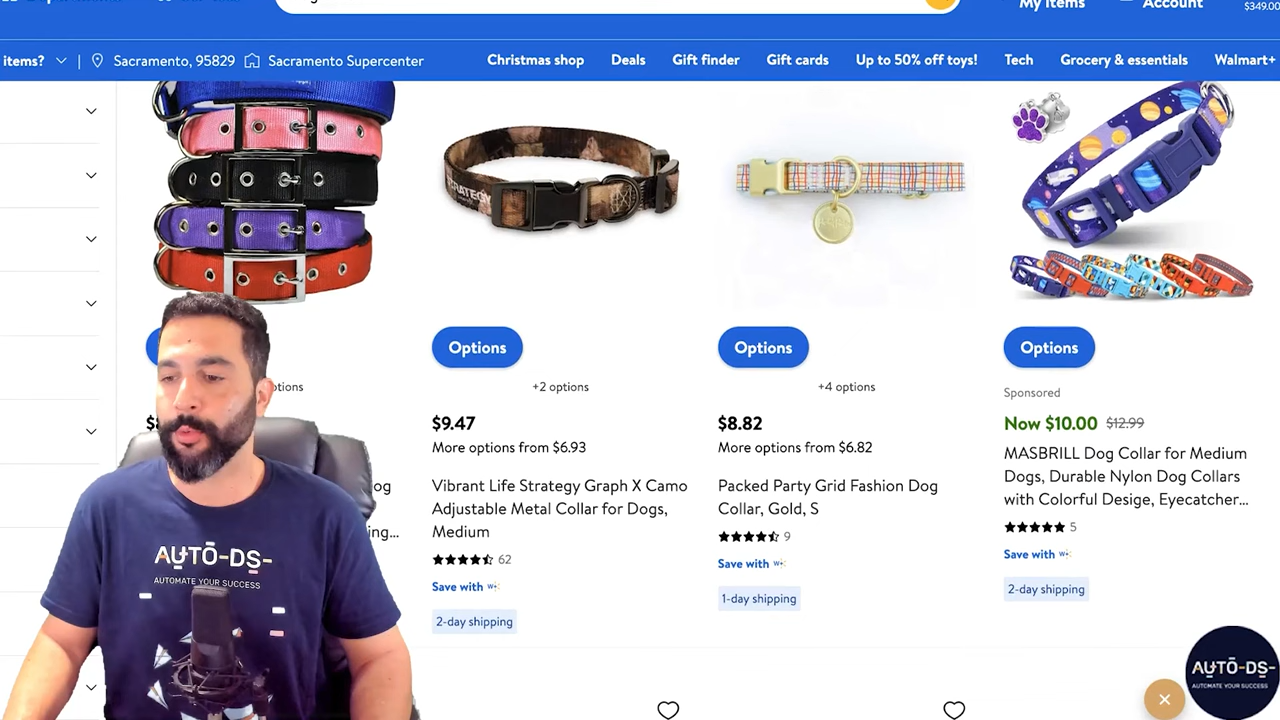 My Items
Account
$349.00
items?
Sacramento, 95829
Sacramento Supercenter
Christmas shop
Deals
Gift finder
Gift cards
Up to 50% off toys!
Tech
Grocery & essentials
Walmart+
Options
Options
Options
options
+2 options
+4 options
Sponsored
$9.47
More options from $6.93
Vibrant Life Strategy Graph X Camo
Adjustable Metal Collar for Dogs,
Medium
62
Save with
2-day shipping
$8.82
More options from $6.82
Packed Party Grid Fashion Dog
Collar, Gold, S
9
Save with
1-day shipping
Now $10.00 $12.99
MASBRILL Dog Collar for Medium
Dogs, Durable Nylon Dog Collars
with Colorful Desige, Eyecatcher...
5
Save with
2-day shipping
AUTO-DS-
AUTOMATE YOUR SUCCESS
AUTO-DS-
AUTOMATE YOUR SUCCESS